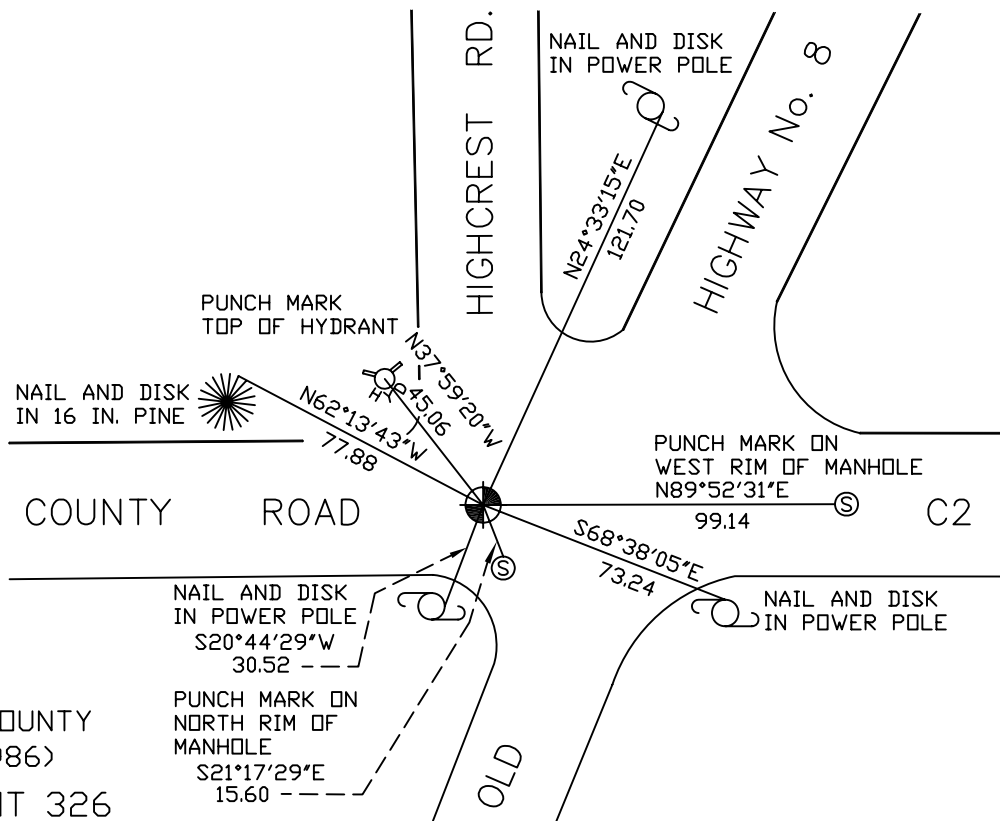 HIGHCREST RD.
NAIL AND DISK
IN POWER POLE
HIGHWAY No. 8
N24°33'15"E
121.70
PUNCH MARK
TOP OF HYDRANT
N37°59'20"W
45.06
HYD
NAIL AND DISK
IN 16 IN. PINE
N62°13'43"W
77.88
PUNCH MARK ON
WEST RIM OF MANHOLE
N89°52'31"E
99.14
S
COUNTY ROAD
C2
S68°38'05"E
73.24
S
NAIL AND DISK
IN POWER POLE
S20°44'29"W
30.52
NAIL AND DISK
IN POWER POLE
PUNCH MARK ON
NORTH RIM OF
MANHOLE
S21°17'29"E
15.60
OLD
OUNTY
86)
T 326